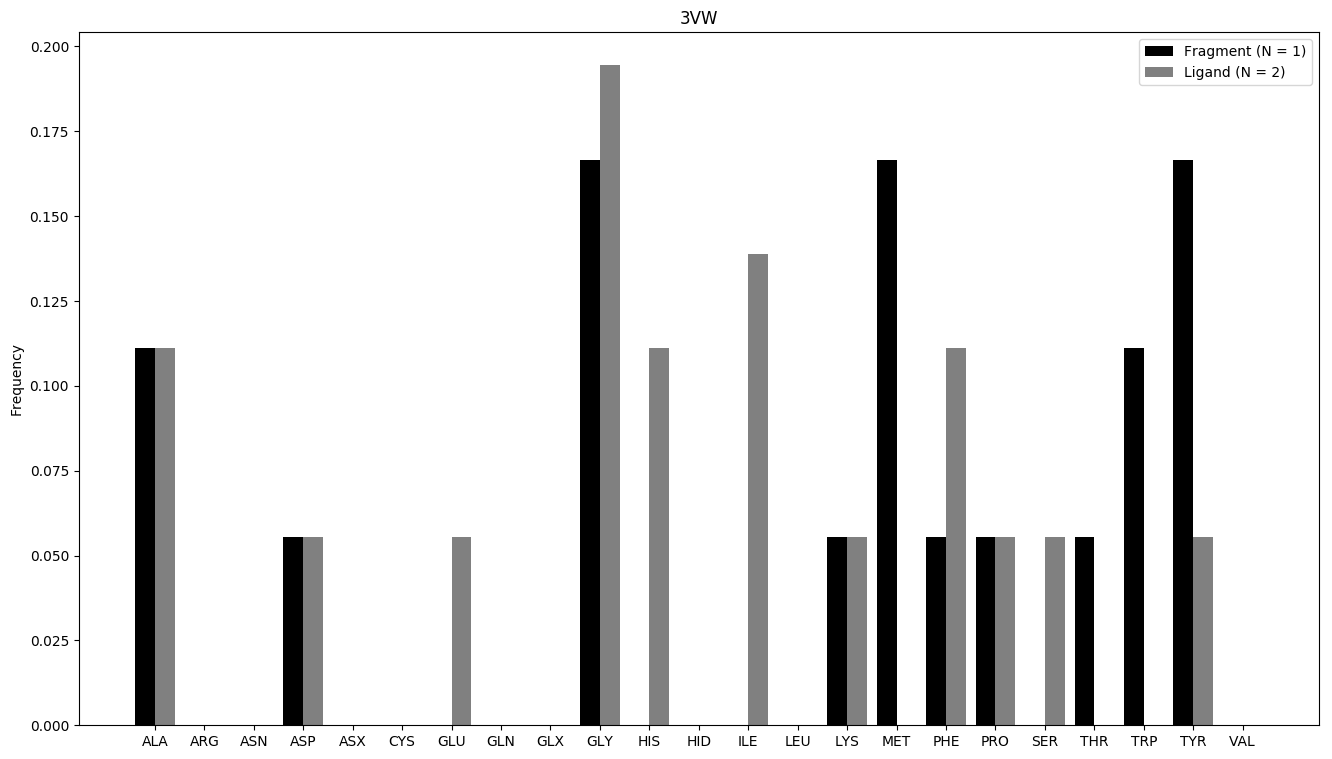 3VW
Fragment (N = 1)
Ligand (N = 2)
Frequency
0.200
0.175
0.150
0.125
0.100
0.075
0.050
0.025
0.000
ALA ARG ASN ASP ASX CYS GLU GLN GLX GLY HIS HID ILE LEU LYS MET PHE PRO SER THR TRP TYR VAL